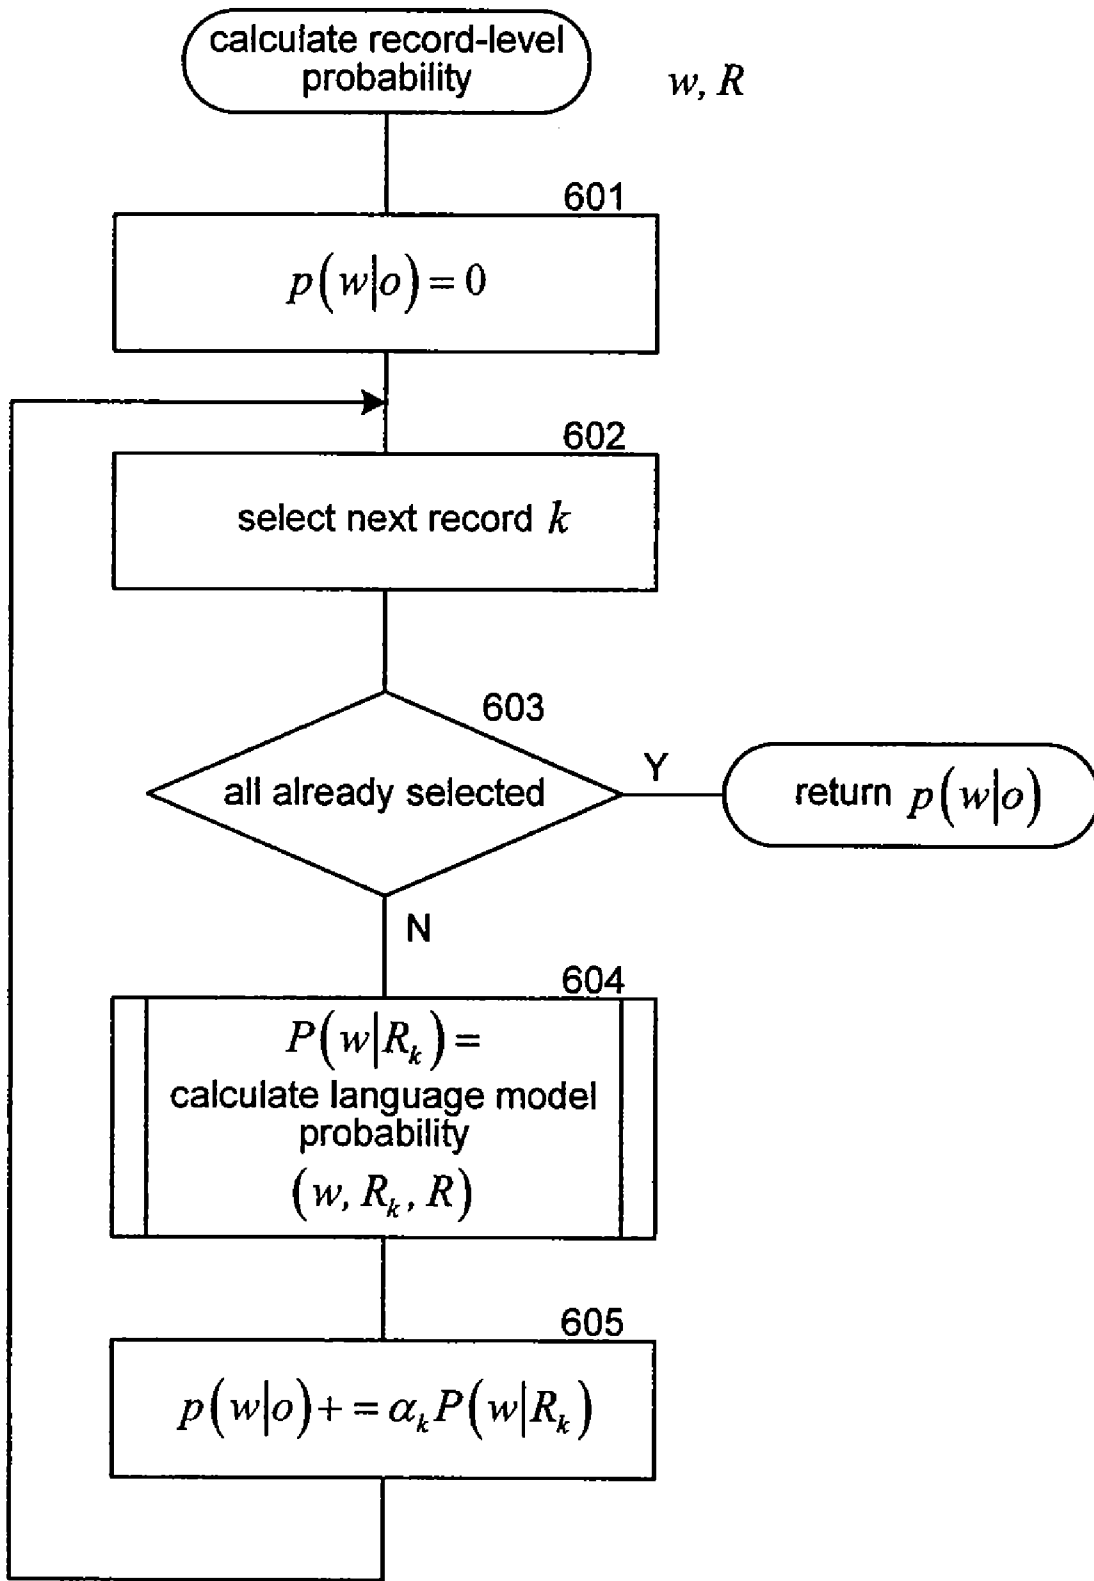 calculate record-level
probability
w, R
601
p(w|o) = 0
602
select next record k
603
all already selected
Y
return p(w|o)
N
604
P(w|R_k) =
calculate language model
probability
(w, R_k, R)
605
p(w|o) + = α_k P(w|R_k)